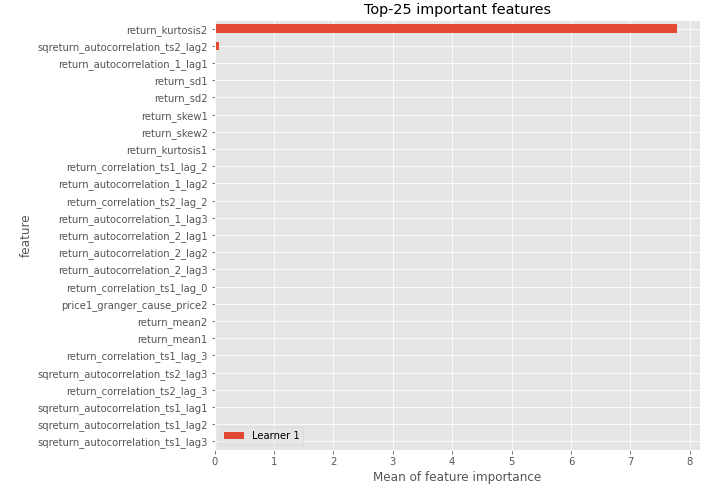 Top-25 important features
return_kurtosis2
sqreturn_autocorrelation_ts2_lag2
return_autocorrelation_1_lag1
return_sd1
return_sd2
return_skew1
return_skew2
return_kurtosis1
return_correlation_ts1_lag_2
return_autocorrelation_1_lag2
return_correlation_ts2_lag_2
return_autocorrelation_1_lag3
return_autocorrelation_2_lag1
return_autocorrelation_2_lag2
return_autocorrelation_2_lag3
return_correlation_ts1_lag_0
price1_granger_cause_price2
return_mean2
return_mean1
return_correlation_ts1_lag_3
sqreturn_autocorrelation_ts2_lag3
return_correlation_ts2_lag_3
sqreturn_autocorrelation_ts1_lag1
sqreturn_autocorrelation_ts1_lag2
sqreturn_autocorrelation_ts1_lag3
feature
Learner 1
0 1 2 3 4 5 6 7 8
Mean of feature importance